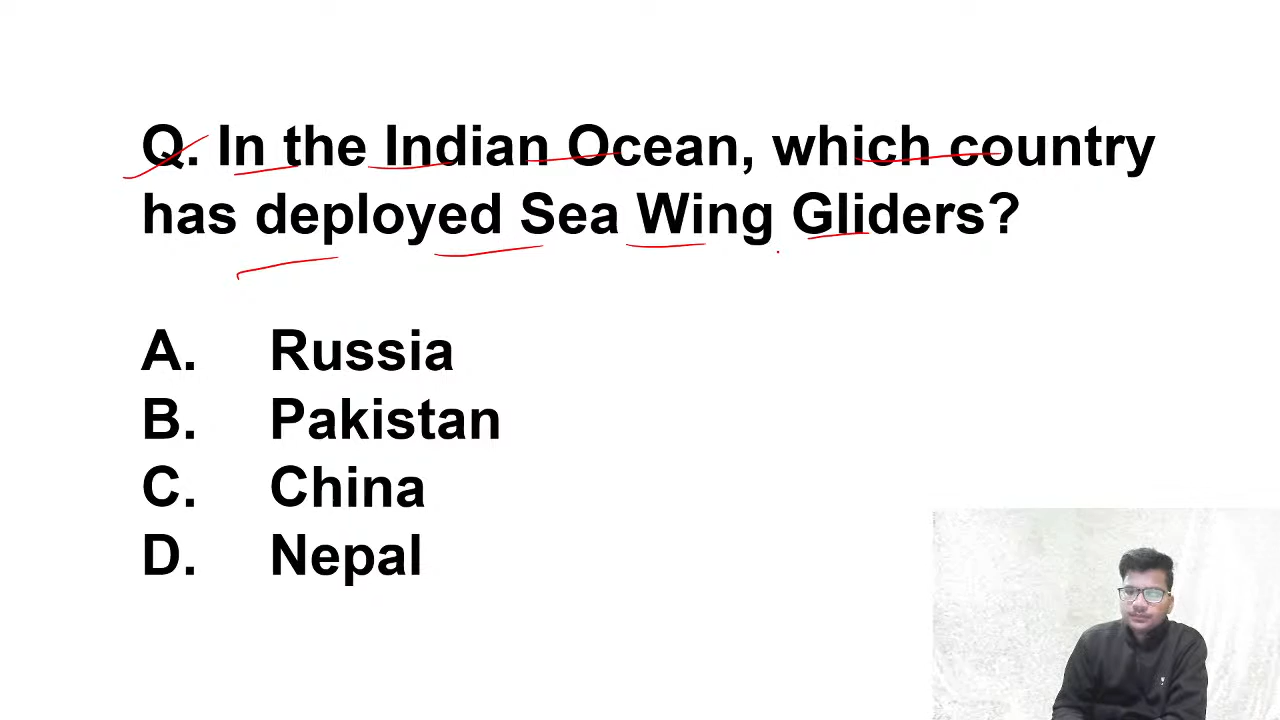 Q. In the Indian Ocean, which country
has deployed Sea Wing Gliders?
A. Russia
B. Pakistan
C. China
D. Nepal